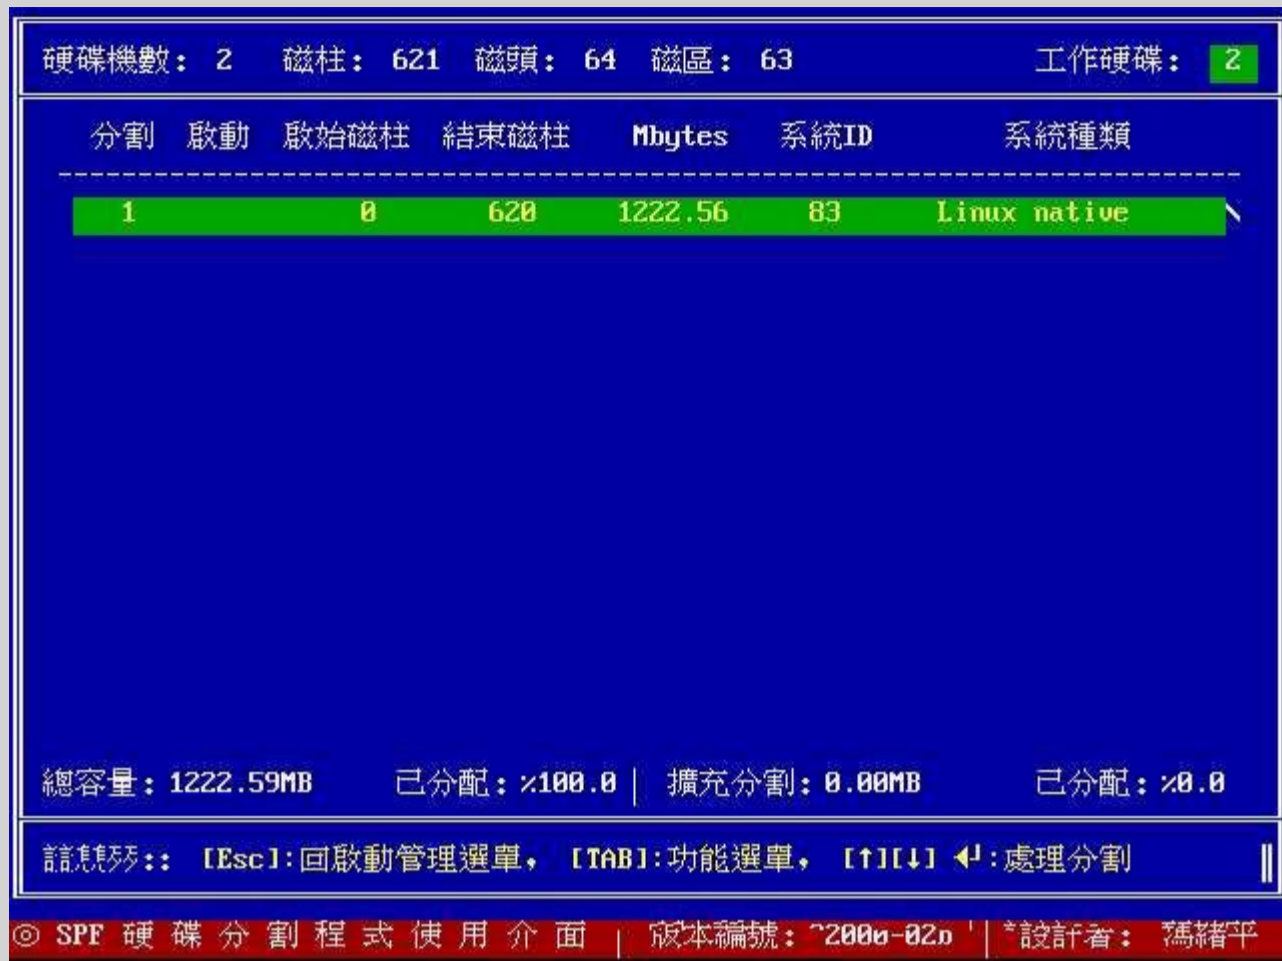 硬碟機數: 2 磁柱: 621 磁頭: 64 磁區: 63 工作硬碟: 2
分割 啟動 啟始磁柱 結束磁柱 Mbytes 系統ID 系統種類
1 0 620 1222.56 83 Linux native
總容量: 1222.59MB 已分配: %100.0 擴充分割: 0.00MB 已分配: %0.0
[Esc]:回啟動管理選單, [TAB]:功能選單, [↑][↓] ↵:處理分割
◎ SPF 硬碟分割程式使用介面 版本編號: 設計者: 馮緒平